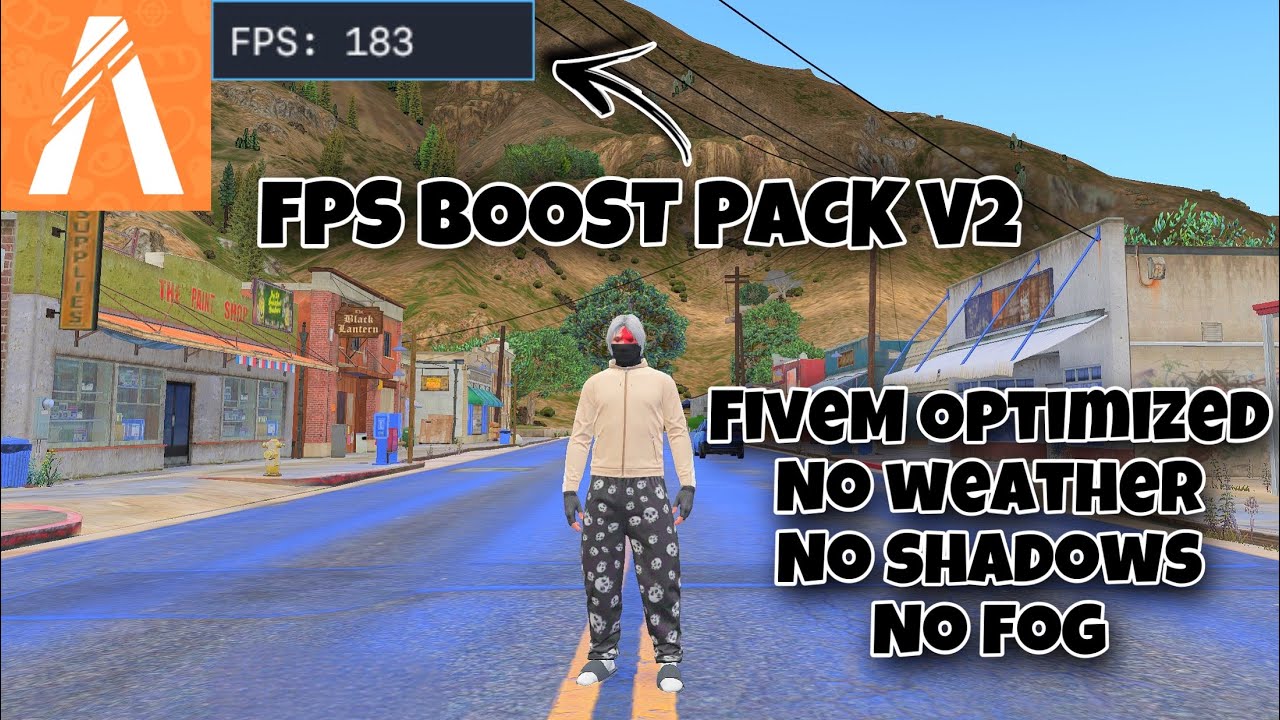 FPS: 183
FPS BOOST PACK V2
SUPPLIES
THE PAINT SHOP
The
Black
Lantern
FIVEM OPTIMIZED
NO WEATHER
NO SHADOWS
NO FOG